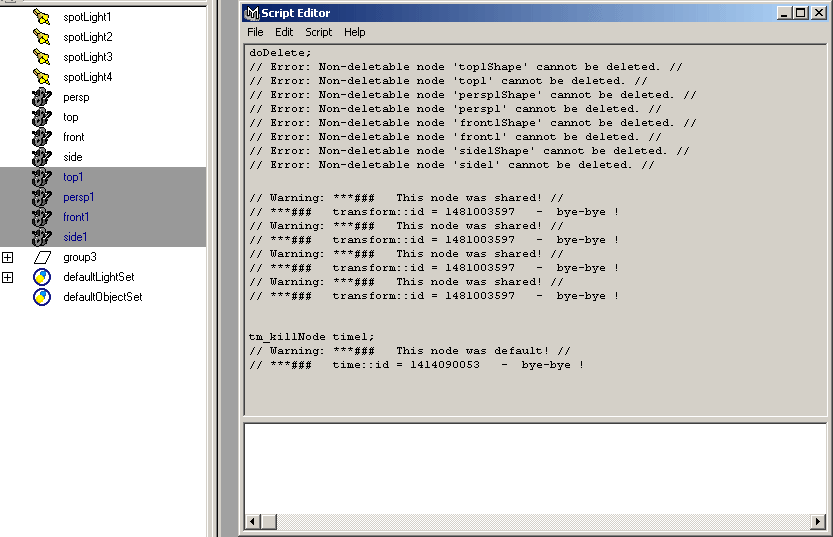 spotLight1
spotLight2
spotLight3
spotLight4
persp
top
front
side
top1
persp1
front1
side1
group3
defaultLightSet
defaultObjectSet
Script Editor
File Edit Script Help
doDelete;
// Error: Non-deletable node 'top1Shape' cannot be deleted. //
// Error: Non-deletable node 'top1' cannot be deleted. //
// Error: Non-deletable node 'persp1Shape' cannot be deleted. //
// Error: Non-deletable node 'persp1' cannot be deleted. //
// Error: Non-deletable node 'front1Shape' cannot be deleted. //
// Error: Non-deletable node 'front1' cannot be deleted. //
// Error: Non-deletable node 'side1Shape' cannot be deleted. //
// Error: Non-deletable node 'side1' cannot be deleted. //
// Warning: ***### This node was shared! //
// ***### transform::id = 1481003597 - bye-bye !
// Warning: ***### This node was shared! //
// ***### transform::id = 1481003597 - bye-bye !
// Warning: ***### This node was shared! //
// ***### transform::id = 1481003597 - bye-bye !
// Warning: ***### This node was shared! //
// ***### transform::id = 1481003597 - bye-bye !
tm_killNode time1;
// Warning: ***### This node was default! //
// ***### time::id = 1414090053 - bye-bye !